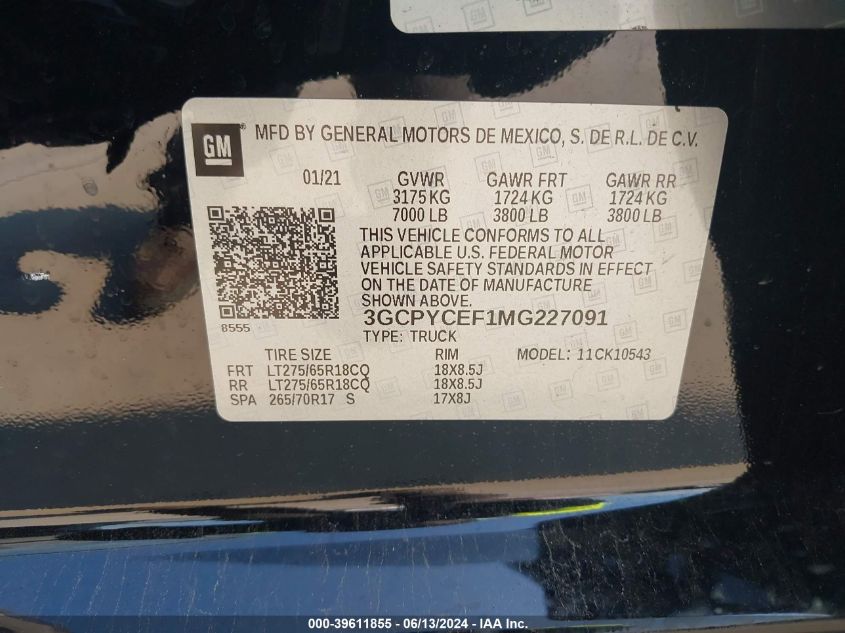 GM MFD BY GENERAL MOTORS DE MEXICO, S. DE R.L. DE C.V.
01/21 GVWR GAWR FRT GAWR RR
3175 KG 1724 KG 1724 KG
7000 LB 3800 LB 3800 LB
THIS VEHICLE CONFORMS TO ALL
APPLICABLE U.S. FEDERAL MOTOR
VEHICLE SAFETY STANDARDS IN EFFECT
ON THE DATE OF MANUFACTURE
SHOWN ABOVE.
3GCPYCEF1MG227091
8555
TYPE: TRUCK
TIRE SIZE RIM MODEL: 11CK10543
FRT LT275/65R18CQ 18X8.5J
RR LT275/65R18CQ 18X8.5J
SPA 265/70R17 S 17X8J
000-39611855 - 06/13/2024 - IAA Inc.